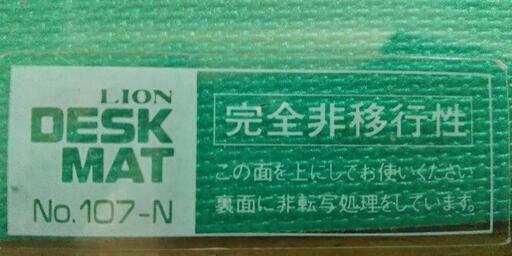 LION
DESK
MAT
No.107-N
完全非移行性
この面を上にしてお使いください
裏面に非転写処理をしています。